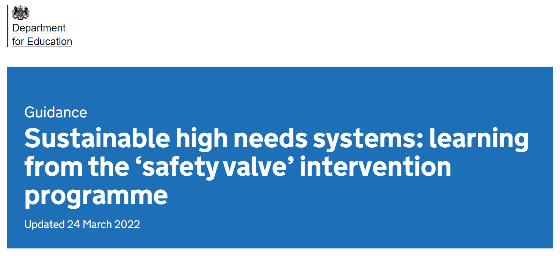 Department
for Education
Guidance
Sustainable high needs systems: learning
from the ‘safety valve’ intervention
programme
Updated 24 March 2022